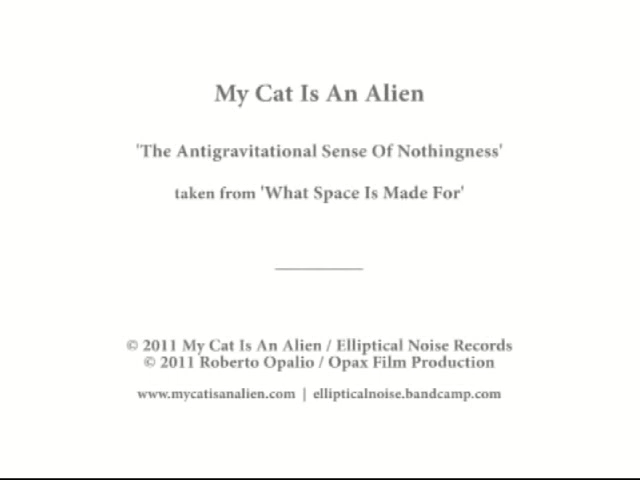 My Cat Is An Alien
'The Antigravitational Sense Of Nothingness'
taken from 'What Space Is Made For'
© 2011 My Cat Is An Alien / Elliptical Noise Records
© 2011 Roberto Opalio / Opax Film Production
www.mycatisanalien.com | ellipticalnoise.bandcamp.com